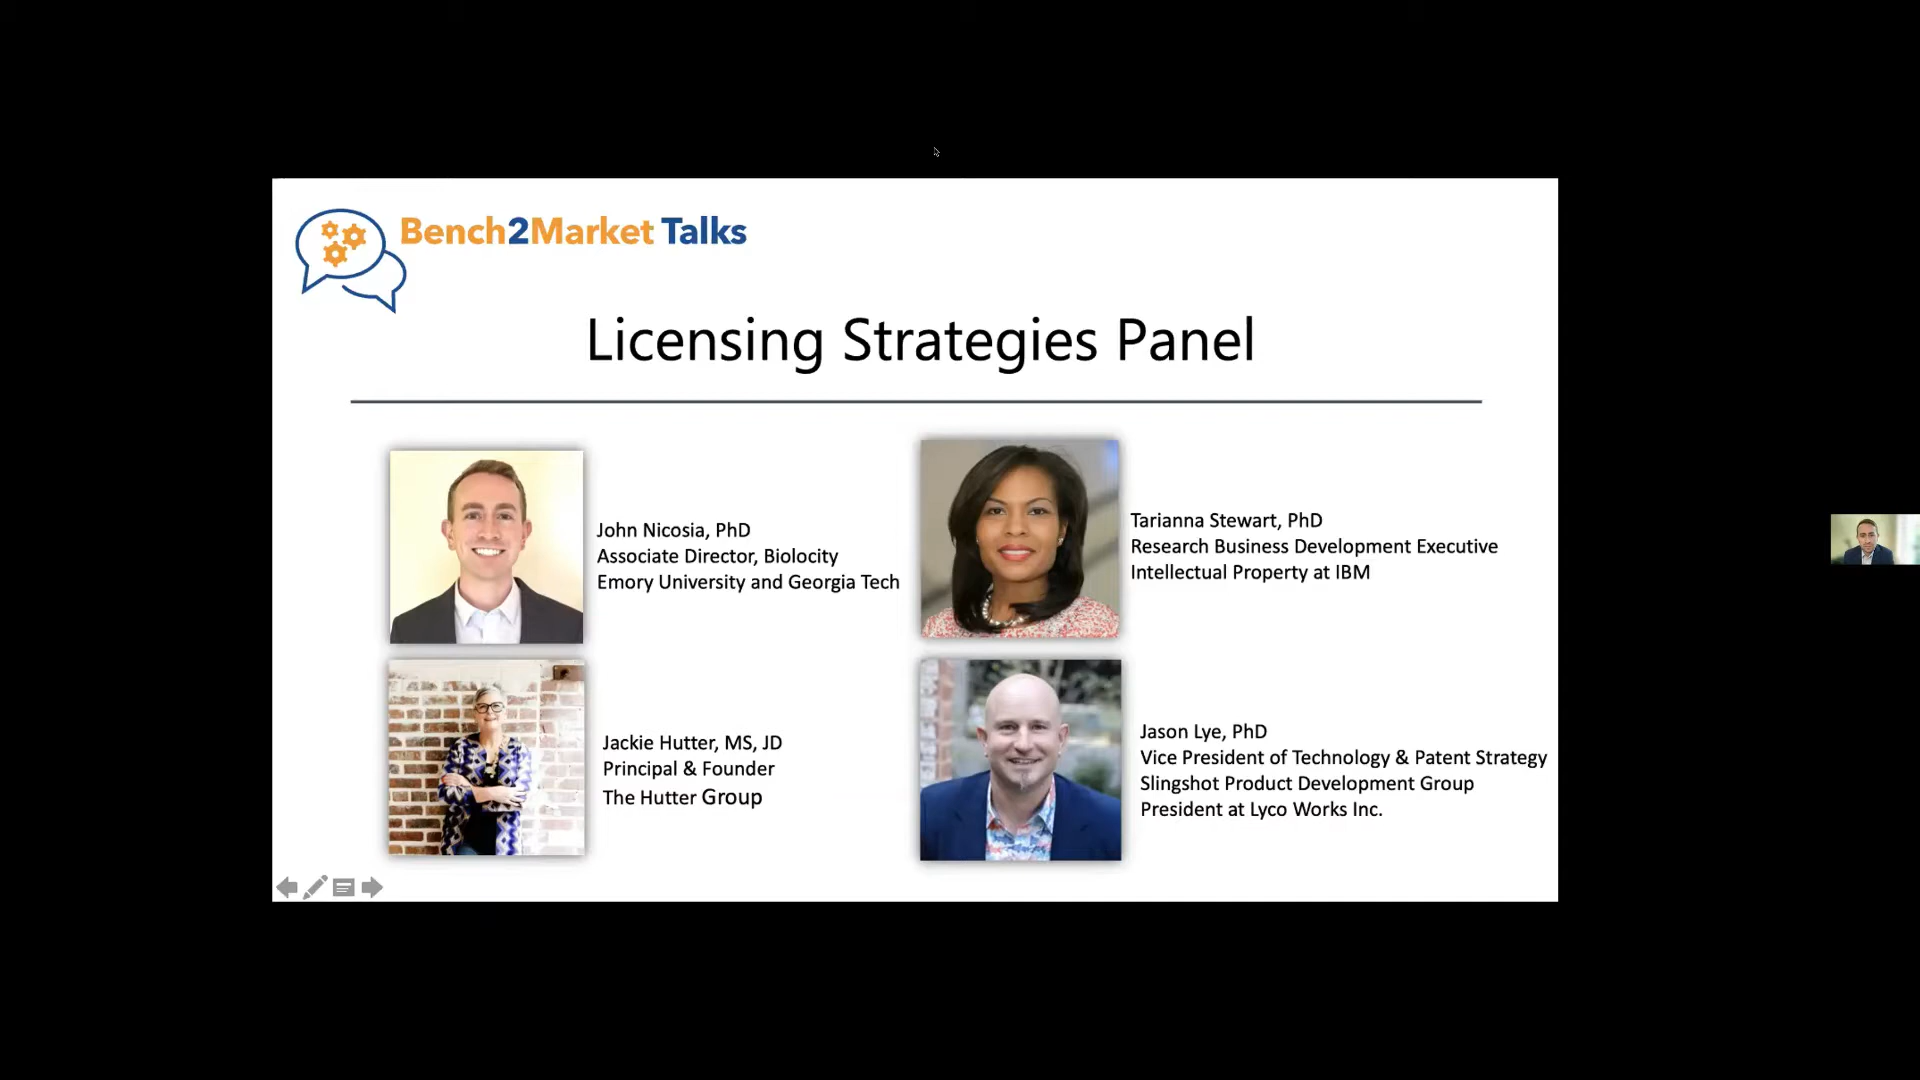 Bench2Market Talks
Licensing Strategies Panel
John Nicosia, PhD
Associate Director, Biolocity
Emory University and Georgia Tech
Tarianna Stewart, PhD
Research Business Development Executive
Intellectual Property at IBM
Jackie Hutter, MS, JD
Principal & Founder
The Hutter Group
Jason Lye, PhD
Vice President of Technology & Patent Strategy
Slingshot Product Development Group
President at Lyco Works Inc.